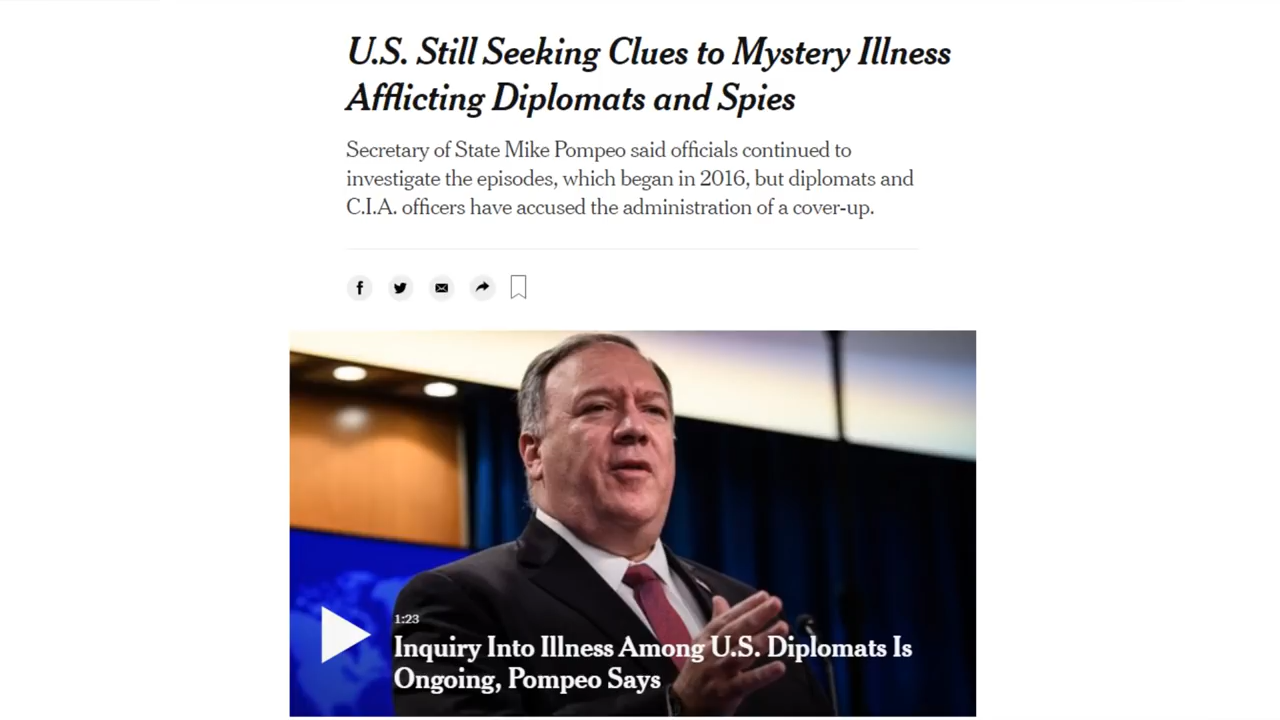 U.S. Still Seeking Clues to Mystery Illness
Afflicting Diplomats and Spies
Secretary of State Mike Pompeo said officials continued to
investigate the episodes, which began in 2016, but diplomats and
C.I.A. officers have accused the administration of a cover-up.
1:23
Inquiry Into Illness Among U.S. Diplomats Is
Ongoing, Pompeo Says